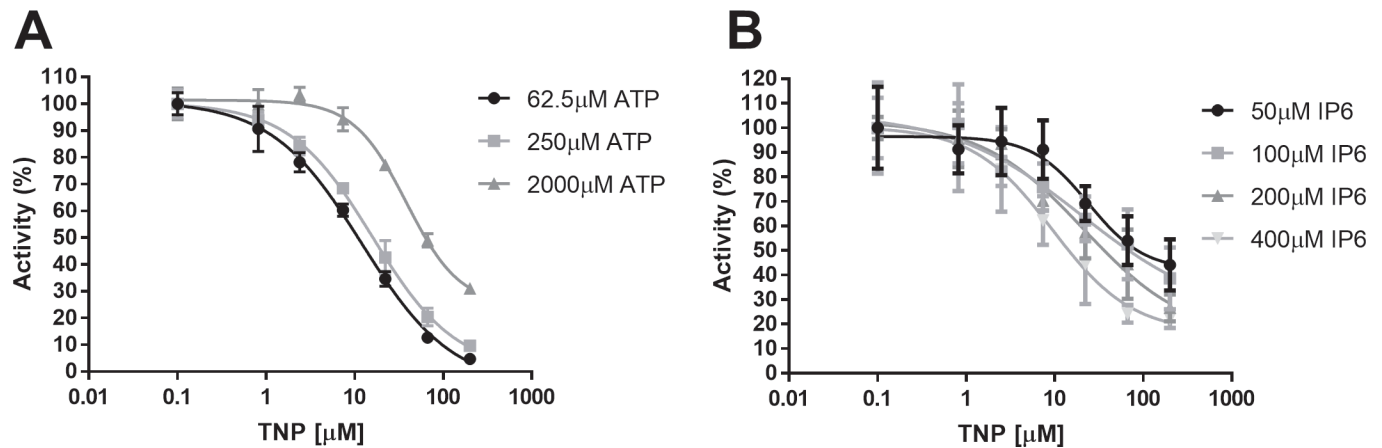 A
110
100
90
80
70
60
50
40
30
20
10
0
Activity (%)
0.01 0.1 1 10 100 1000
TNP [μM]
62.5μM ATP
250μM ATP
2000μM ATP
B
120
110
100
90
80
70
60
50
40
30
20
10
0
Activity (%)
0.01 0.1 1 10 100 1000
TNP [μM]
50μM IP6
100μM IP6
200μM IP6
400μM IP6